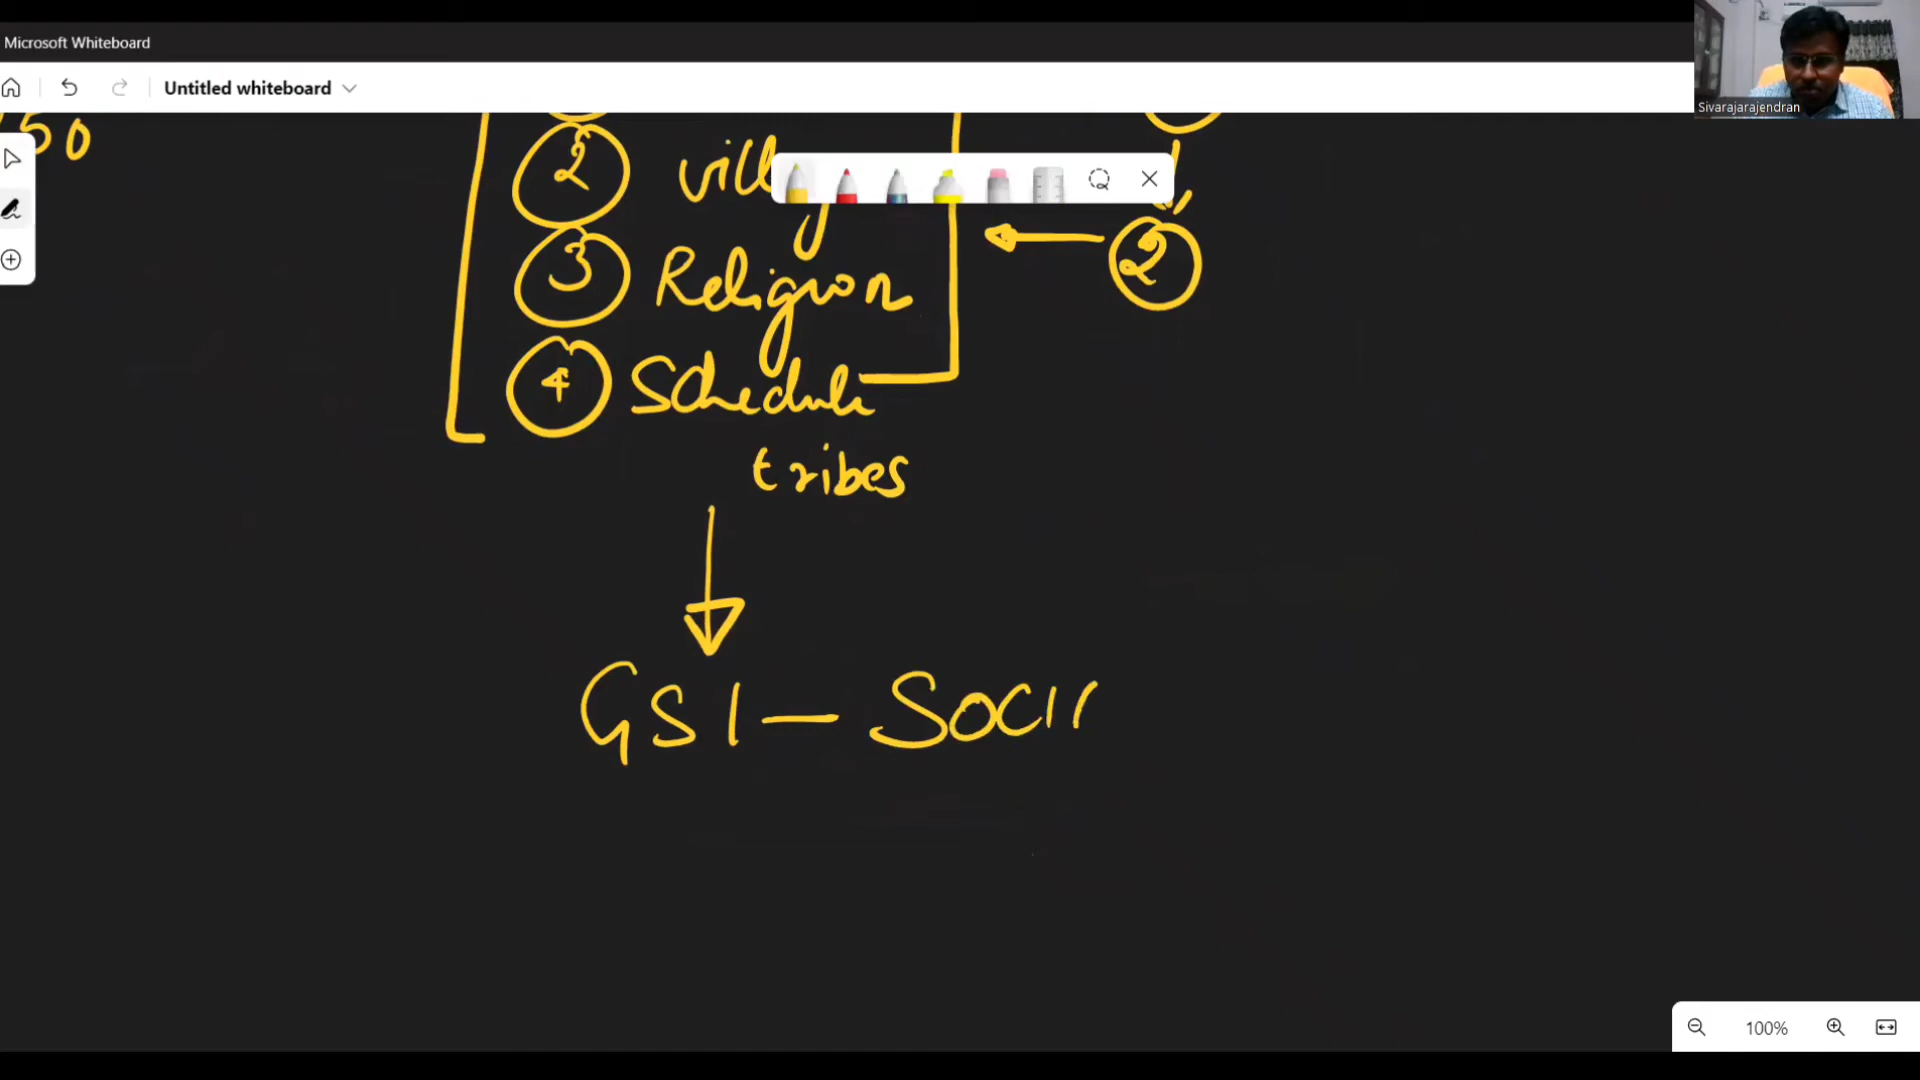 Microsoft Whiteboard
Untitled whiteboard
Sivarajarajendran
50
2 vill
3 Religion
2
4 Schedule
tribes
GS1 - Soci
100%